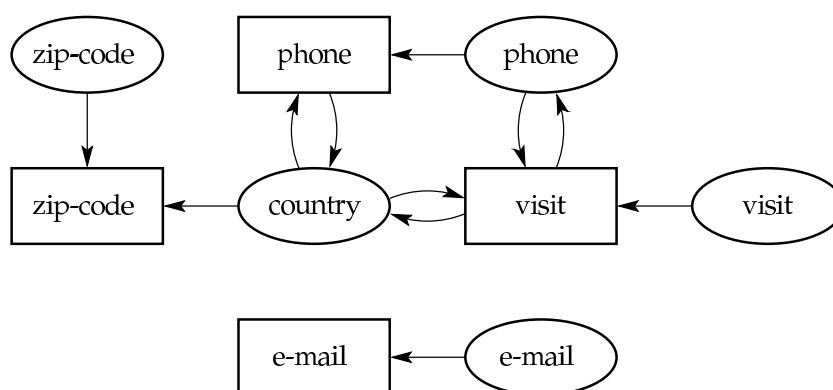 zip-code
phone
phone
zip-code
country
visit
visit
e-mail
e-mail